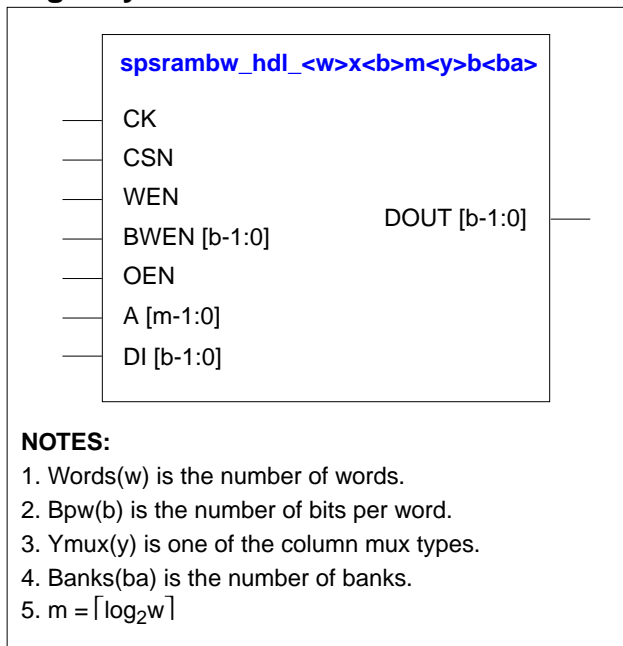 spsrambw_hdl_<w>x<b>m<y>b<ba>
CK
CSN
WEN
BWEN [b-1:0]
OEN
A [m-1:0]
DI [b-1:0]
DOUT [b-1:0]
NOTES:
1. Words(w) is the number of words.
2. Bpw(b) is the number of bits per word.
3. Ymux(y) is one of the column mux types.
4. Banks(ba) is the number of banks.
5. m = ⌈log₂w⌉